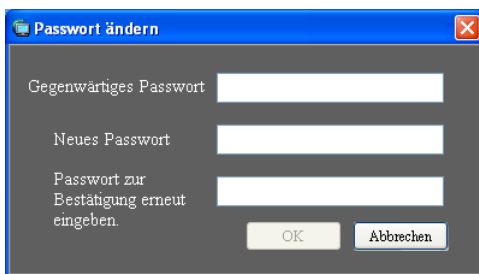 Passwort ändern
Gegenwärtiges Passwort
Neues Passwort
Passwort zur
Bestätigung erneut
eingeben.
OK
Abbrechen